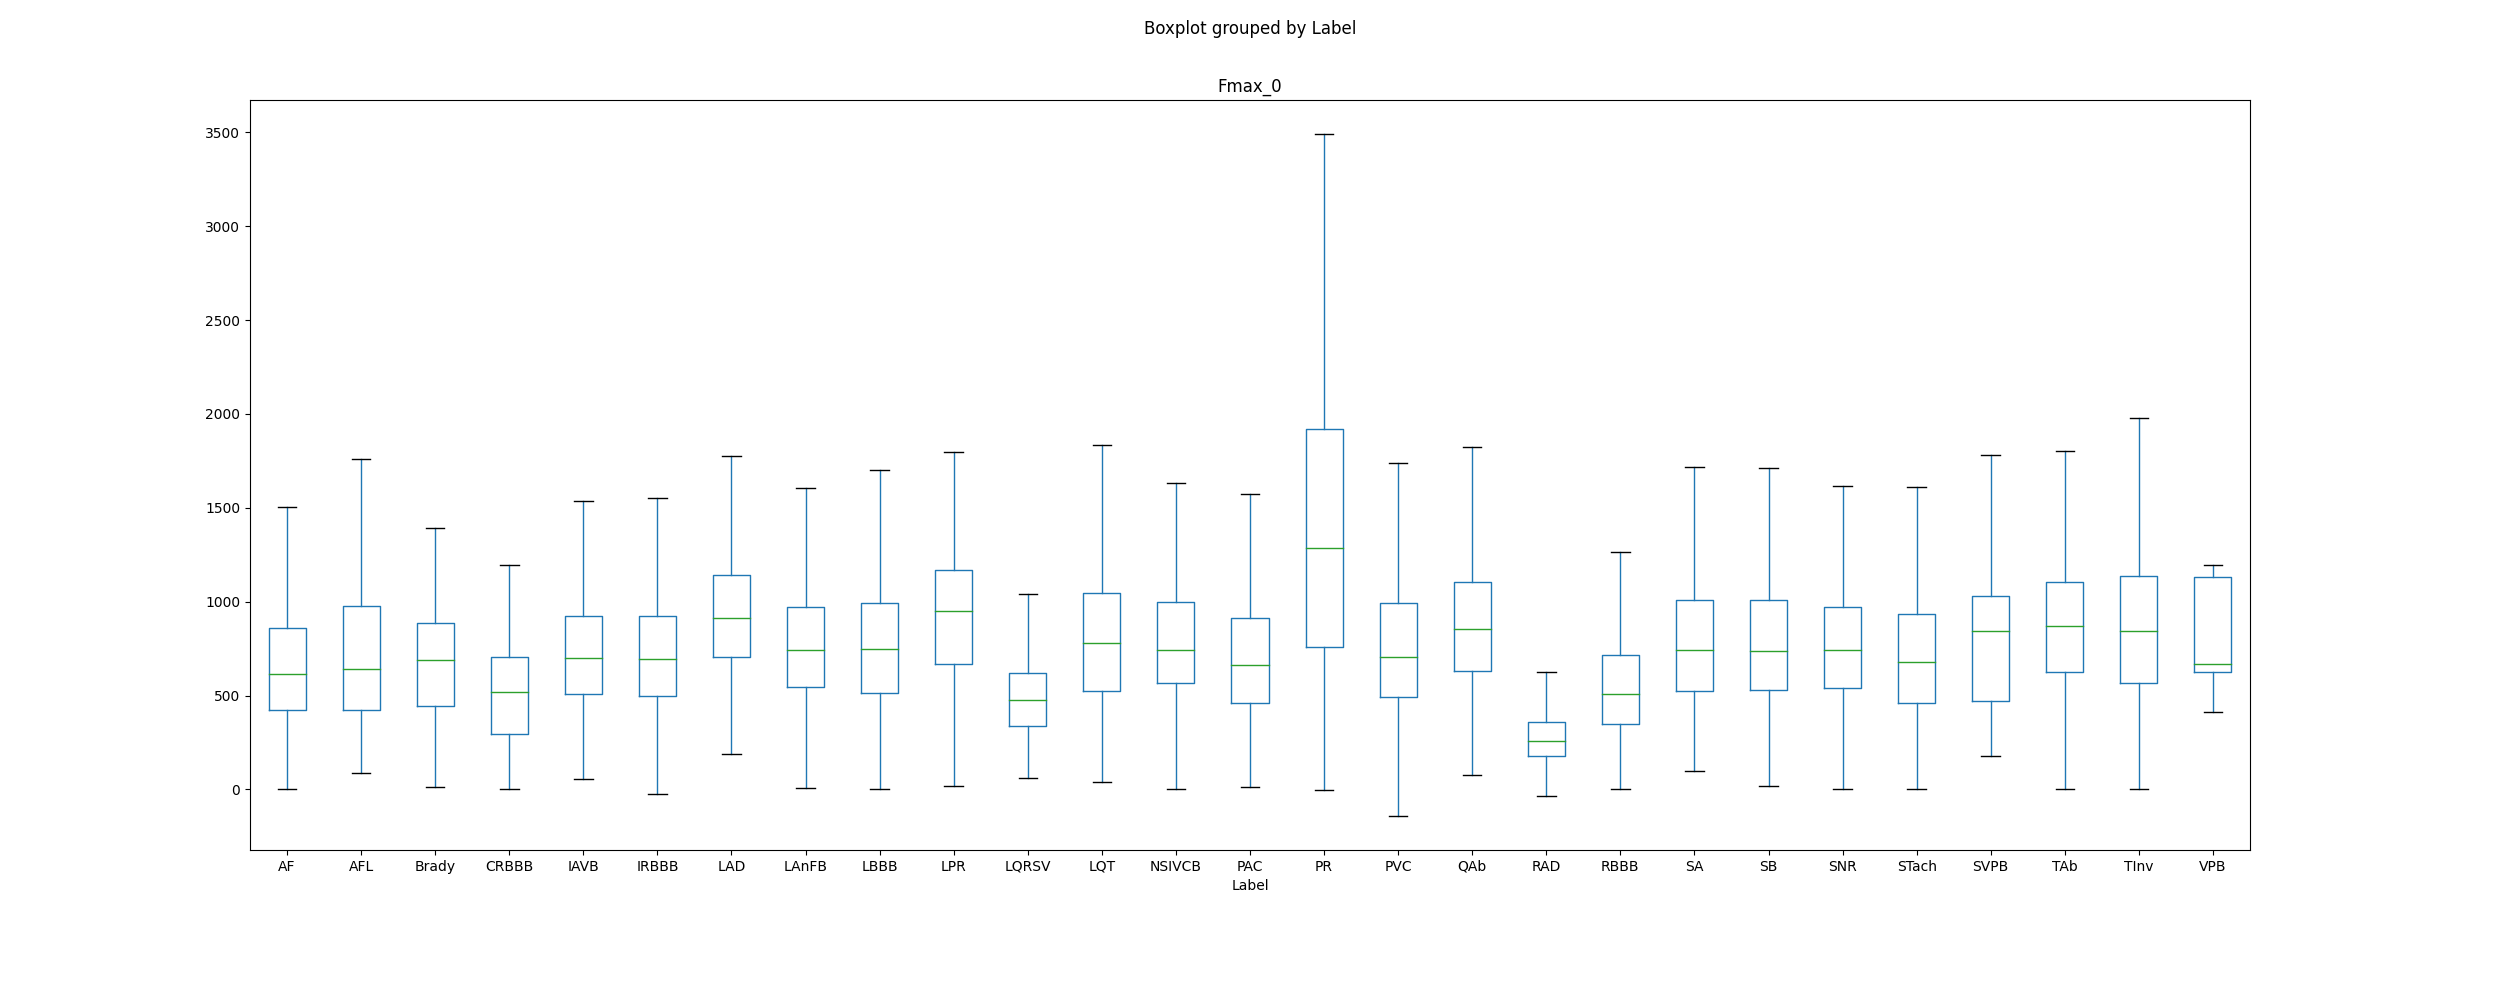 Boxplot grouped by Label
Fmax_0
3500
3000
2500
2000
1500
1000
500
0
AF AFL Brady CRBBB IAVB IRBBB LAD LAnFB LBBB LPR LQRSV LQT NSIVCB PAC PR PVC QAb RAD RBBB SA SB SNR STach SVPB TAb TInv VPB
Label